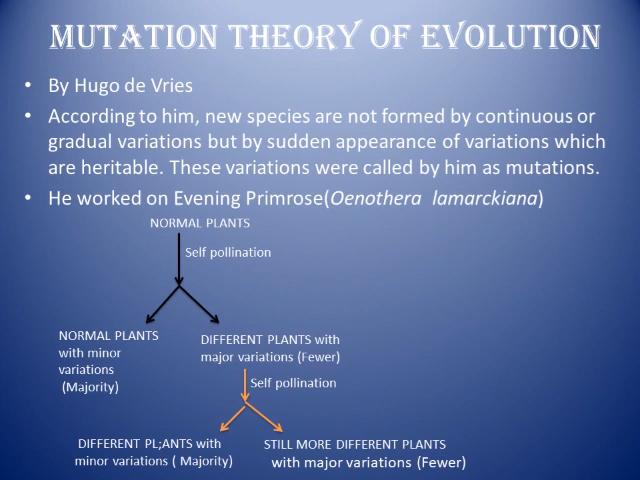 MUTATION THEORY OF EVOLUTION
• By Hugo de Vries
• According to him, new species are not formed by continuous or
gradual variations but by sudden appearance of variations which
are heritable. These variations were called by him as mutations.
• He worked on Evening Primrose(Oenothera lamarckiana)
NORMAL PLANTS
Self pollination
NORMAL PLANTS
with minor
variations
(Majority)
DIFFERENT PLANTS with
major variations (Fewer)
Self pollination
DIFFERENT PL;ANTS with
minor variations ( Majority)
STILL MORE DIFFERENT PLANTS
with major variations (Fewer)